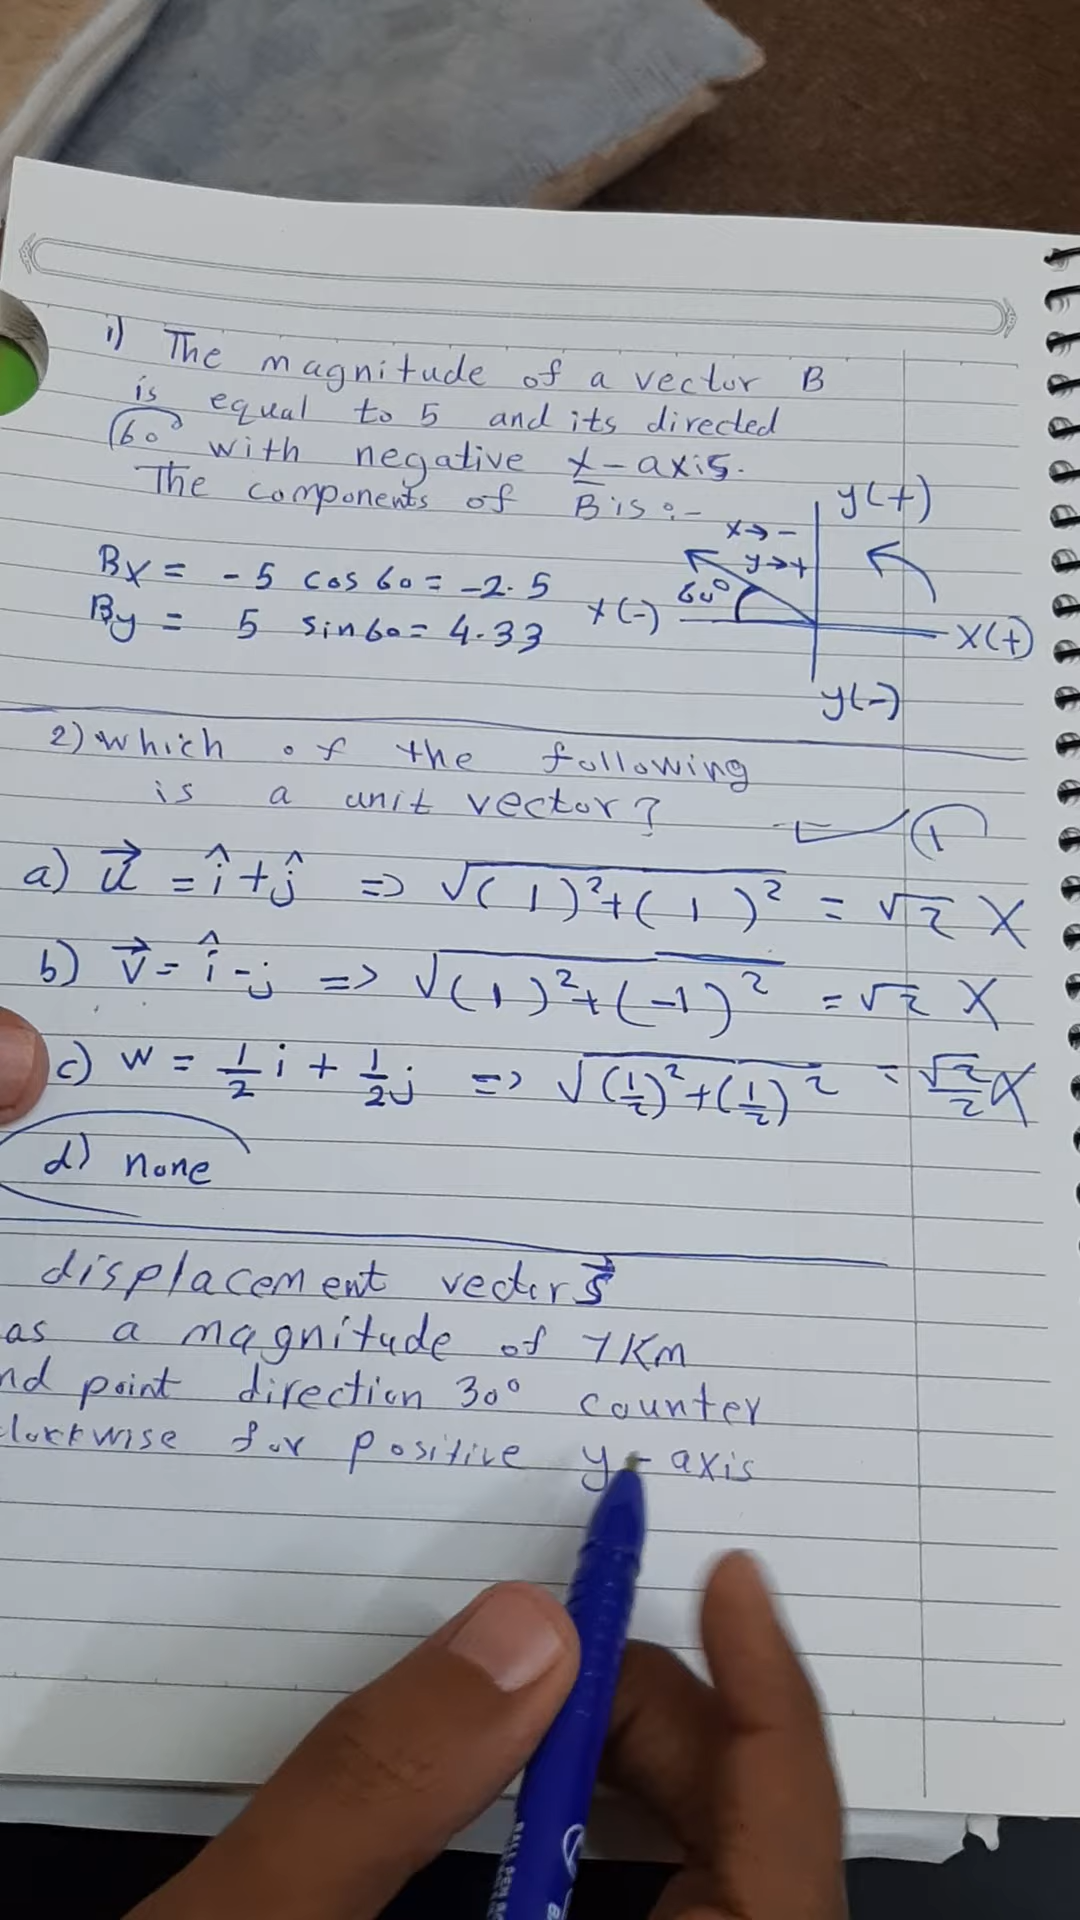 1) The magnitude of a vector B
is equal to 5 and its directed
60° with negative x-axis.
The components of B is :-
y(+)
x→-
y→+
60°
x(-)
x(+)
y(-)
Bx = -5 cos 60 = -2.5
By = 5 sin 60 = 4.33
2) which of the following
is a unit vector?
1
a) u⃗ = î + ĵ => √(1)²+(1)² = √2 X
b) v⃗ = î - j => √(1)²+(-1)² = √2 X
c) w = 1/2 i + 1/2 j => √(1/2)²+(1/2)² = √2/2 X
d) none
displacement vector s⃗
as a magnitude of 7 Km
nd point direction 30° counter
lockwise for positive y-axis
BALL PEN